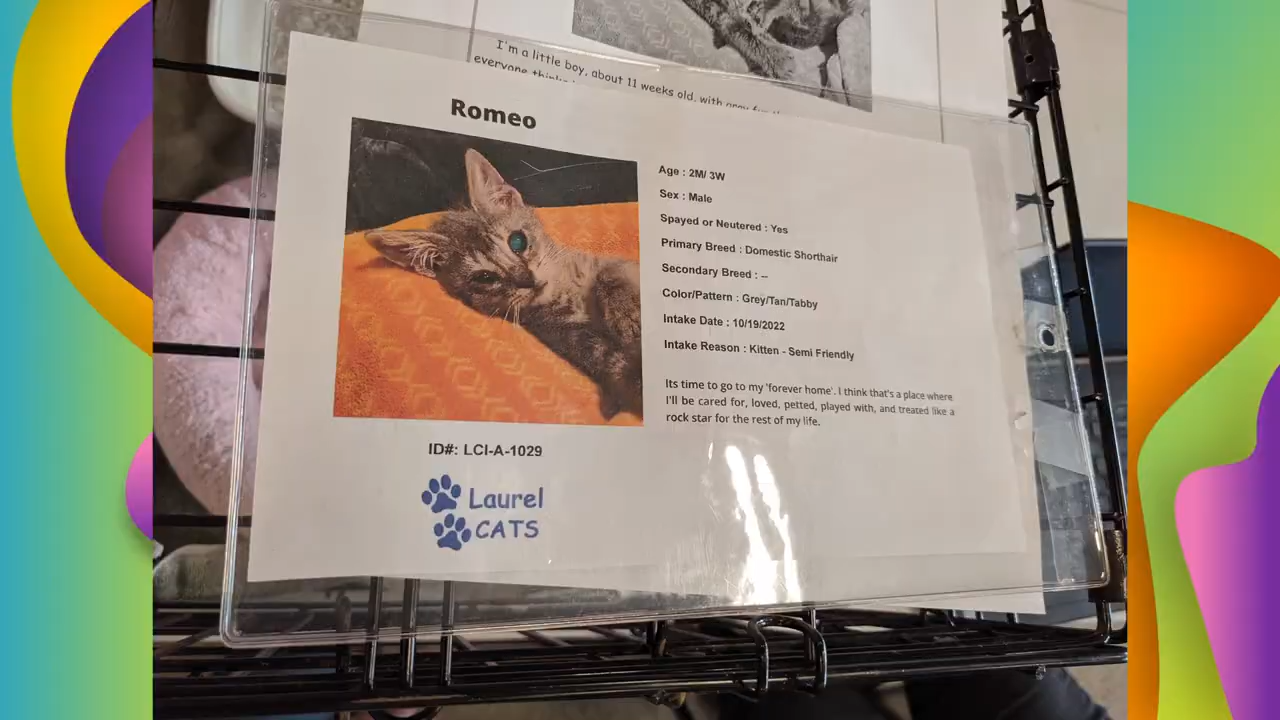 I'm a little boy, about 11 weeks old, with grey
everyone thinks
Romeo
Age : 2M/ 3W
Sex : Male
Spayed or Neutered : Yes
Primary Breed : Domestic Shorthair
Secondary Breed : --
Color/Pattern : Grey/Tan/Tabby
Intake Date : 10/19/2022
Intake Reason : Kitten - Semi Friendly
Its time to go to my 'forever home'. I think that's a place where
I'll be cared for, loved, petted, played with, and treated like a
rock star for the rest of my life.
ID#: LCI-A-1029
Laurel
CATS